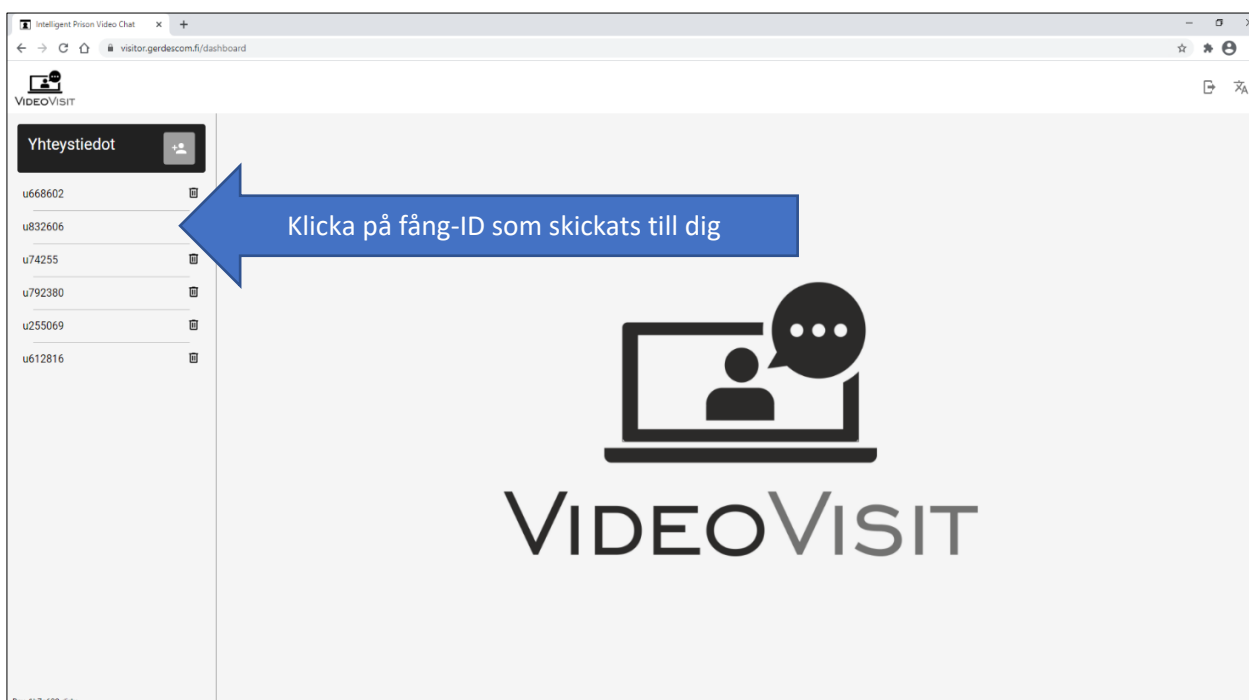 Intelligent Prison Video Chat
visitor.gerdescom.fi/dashboard
VIDEOVISIT
Yhteystiedot
u668602
u832606
Klicka på fång-ID som skickats till dig
u74255
u792380
u255069
u612816
VIDEOVISIT